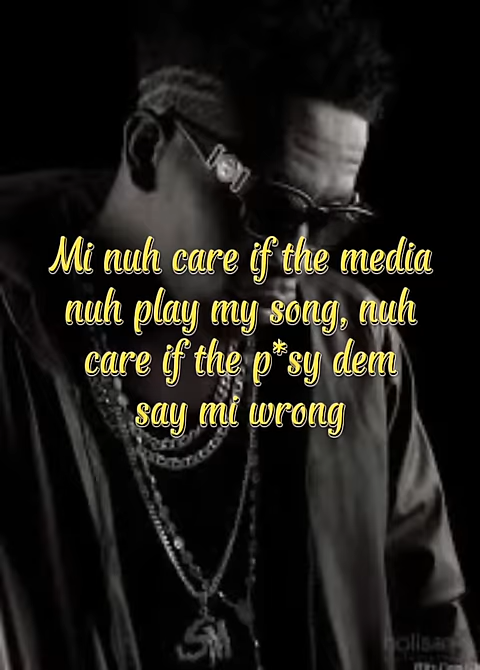 Mi nuh care if the media
nuh play my song, nuh
care if the p*sy dem
say mi wrong
SM